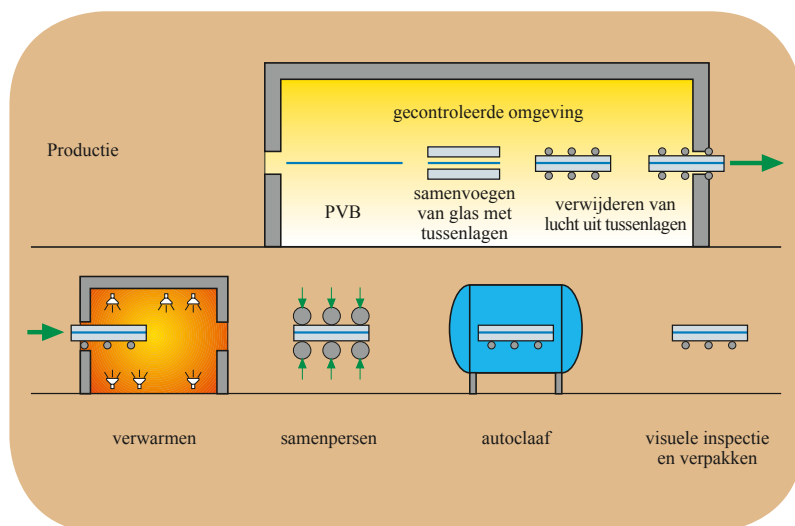 gecontroleerde omgeving
Productie
PVB
samenvoegen
van glas met
tussenlagen
verwijderen van
lucht uit tussenlagen
verwarmen
samenpersen
autoclaaf
visuele inspectie
en verpakken